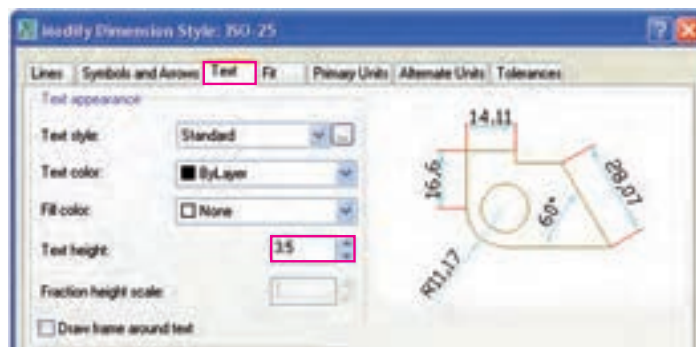 Modify Dimension Style: ISO-25
Lines Symbols and Arrows Text Fit Primary Units Alternate Units Tolerances
Text appearance
Text style: Standard ...
Text color: ByLayer
Fill color: None
Text height: 3.5
Fraction height scale:
Draw frame around text
14,11
16,6
28,07
60°
R11,17